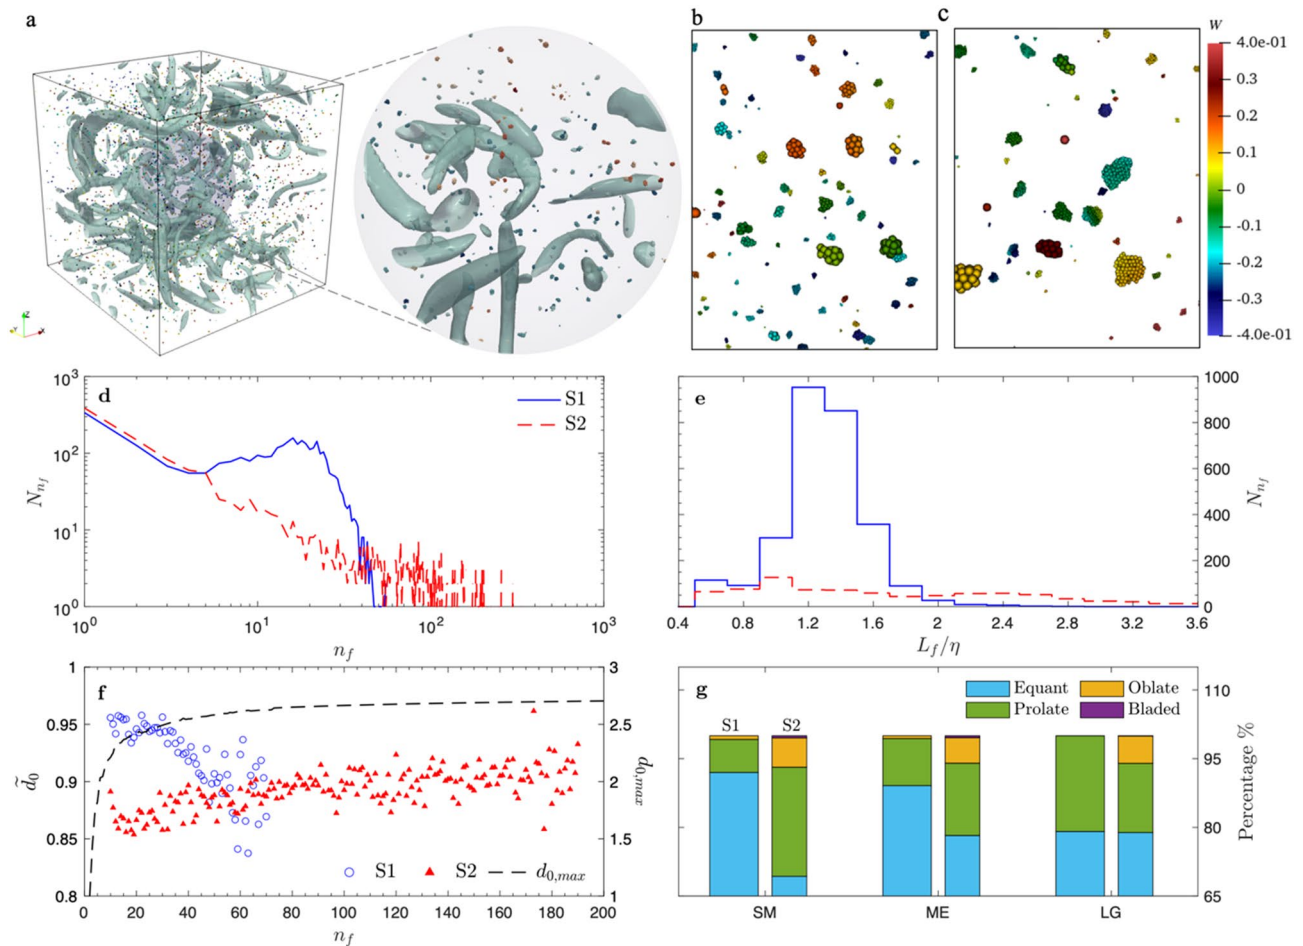 a
b
c
W
4.0e-01
0.3
0.2
0.1
0
-0.1
-0.2
-0.3
-4.0e-01
Z
Y
X
d
S1
S2
10³
10²
10¹
10⁰
N_{n_f}
10⁰ 10¹ 10² 10³
n_f
e
1000
800
600
400
200
0
N_{n_f}
0.4 0.8 1.2 1.6 2 2.4 2.8 3.2 3.6
L_f/η
f
1
0.95
0.9
0.85
0.8
\tilde{d_0}
3
2.5
2
1.5
1
d_{0,max}
S1 S2 d_{0,max}
0 20 40 60 80 100 120 140 160 180 200
n_f
g
Equant Oblate
Prolate Bladed
S1 S2
110
95
80
65
Percentage %
SM ME LG